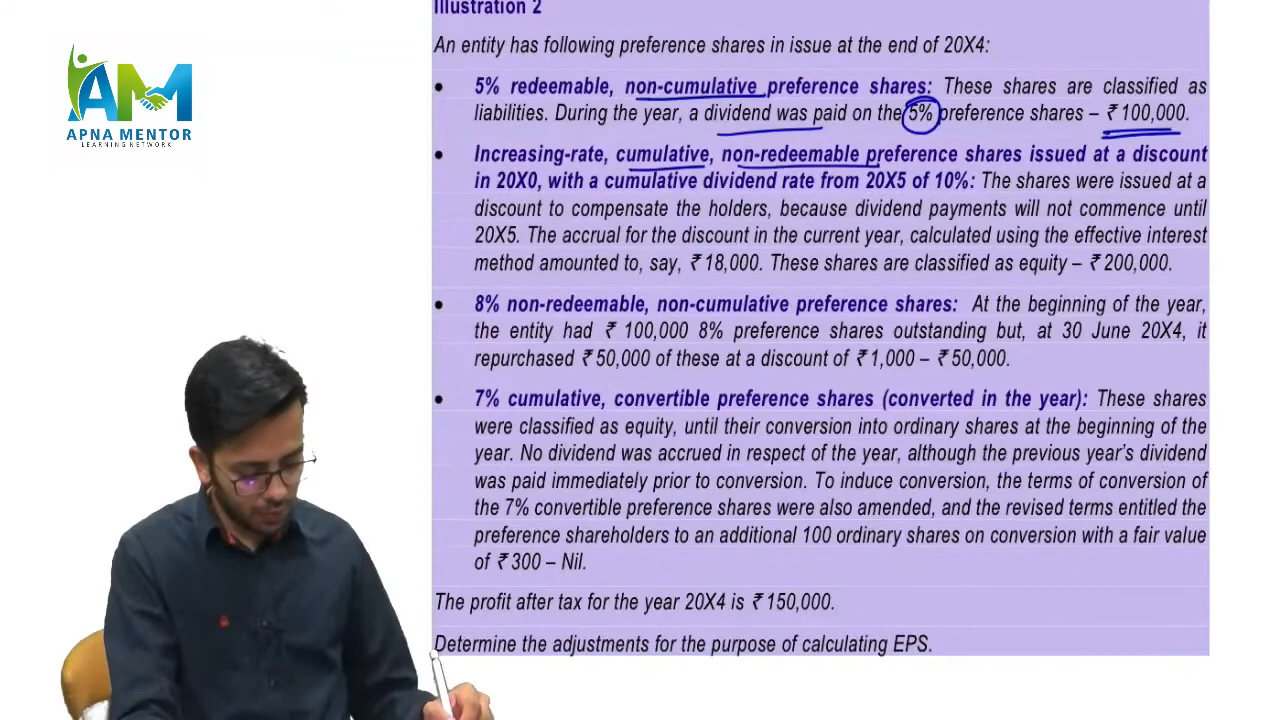 AM
APNA MENTOR
LEARNING NETWORK
Illustration 2
An entity has following preference shares in issue at the end of 20X4:
• 5% redeemable, non-cumulative preference shares: These shares are classified as
liabilities. During the year, a dividend was paid on the 5% preference shares – ₹ 100,000.
• Increasing-rate, cumulative, non-redeemable preference shares issued at a discount
in 20X0, with a cumulative dividend rate from 20X5 of 10%: The shares were issued at a
discount to compensate the holders, because dividend payments will not commence until
20X5. The accrual for the discount in the current year, calculated using the effective interest
method amounted to, say, ₹ 18,000. These shares are classified as equity – ₹ 200,000.
• 8% non-redeemable, non-cumulative preference shares: At the beginning of the year,
the entity had ₹ 100,000 8% preference shares outstanding but, at 30 June 20X4, it
repurchased ₹ 50,000 of these at a discount of ₹ 1,000 – ₹ 50,000.
• 7% cumulative, convertible preference shares (converted in the year): These shares
were classified as equity, until their conversion into ordinary shares at the beginning of the
year. No dividend was accrued in respect of the year, although the previous year's dividend
was paid immediately prior to conversion. To induce conversion, the terms of conversion of
the 7% convertible preference shares were also amended, and the revised terms entitled the
preference shareholders to an additional 100 ordinary shares on conversion with a fair value
of ₹ 300 – Nil.
The profit after tax for the year 20X4 is ₹ 150,000.
Determine the adjustments for the purpose of calculating EPS.